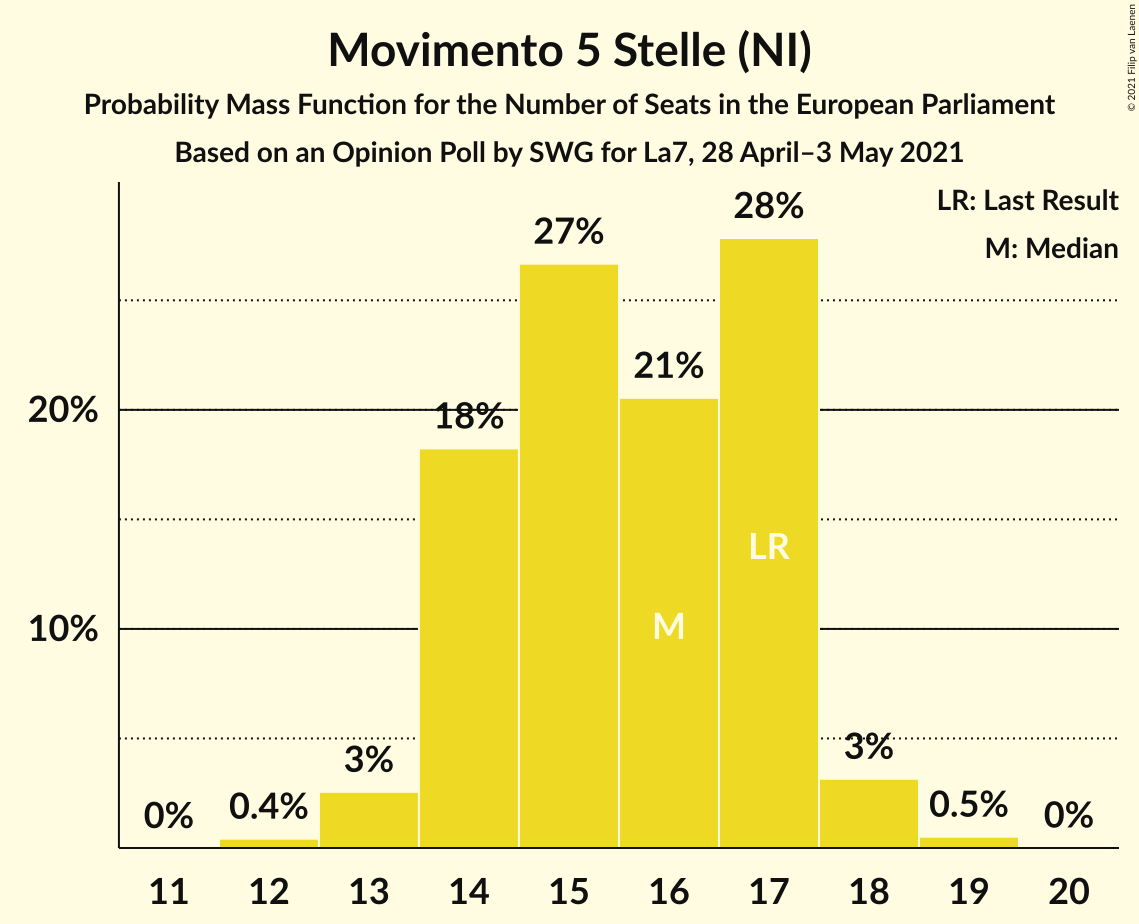 Movimento 5 Stelle (NI)
Probability Mass Function for the Number of Seats in the European Parliament
Based on an Opinion Poll by SWG for La7, 28 April–3 May 2021
© 2021 Filip van Laenen
LR: Last Result
M: Median
28%
27%
21%
20%
18%
LR
M
10%
3%
3%
0%
0.4%
0.5%
0%
11 12 13 14 15 16 17 18 19 20